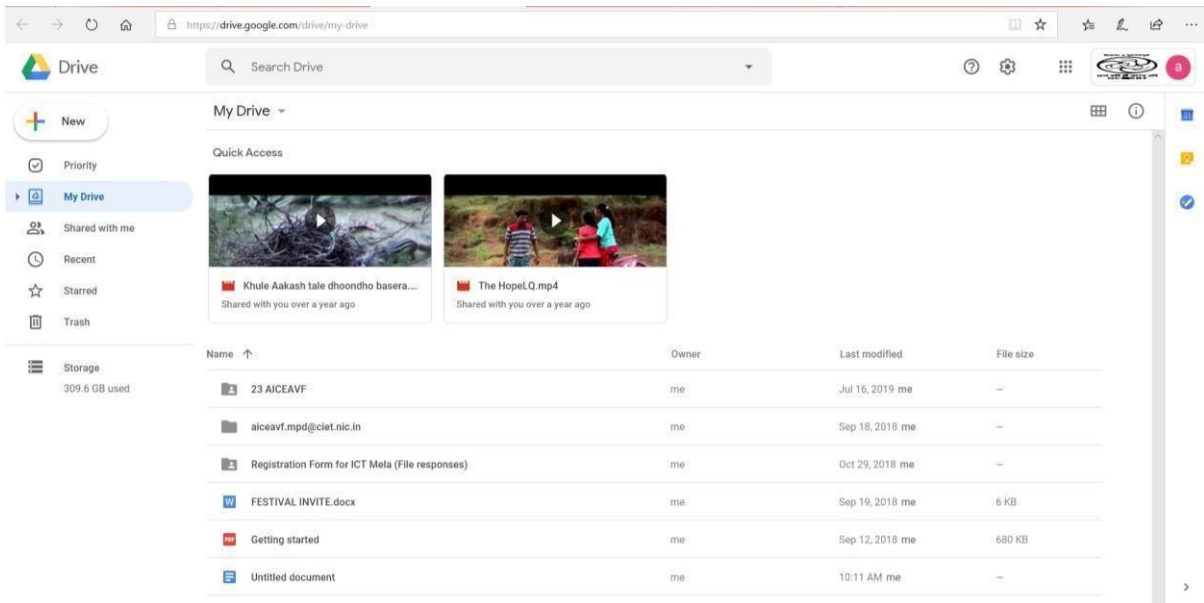 https://drive.google.com/drive/my-drive
Drive
Search Drive
a
New
My Drive
31
Quick Access
Priority
My Drive
Shared with me
Recent
Starred
Trash
Storage
309.6 GB used
Khule Aakash tale dhoondho basera....
Shared with you over a year ago
The HopeLQ.mp4
Shared with you over a year ago
Name Owner Last modified File size
23 AICEAVF me Jul 16, 2019 me –
aiceavf.mpd@ciet.nic.in me Sep 18, 2018 me –
Registration Form for ICT Mela (File responses) me Oct 29, 2018 me –
W FESTIVAL INVITE.docx me Sep 19, 2018 me 6 KB
PDF Getting started me Sep 12, 2018 me 680 KB
Untitled document me 10:11 AM me –